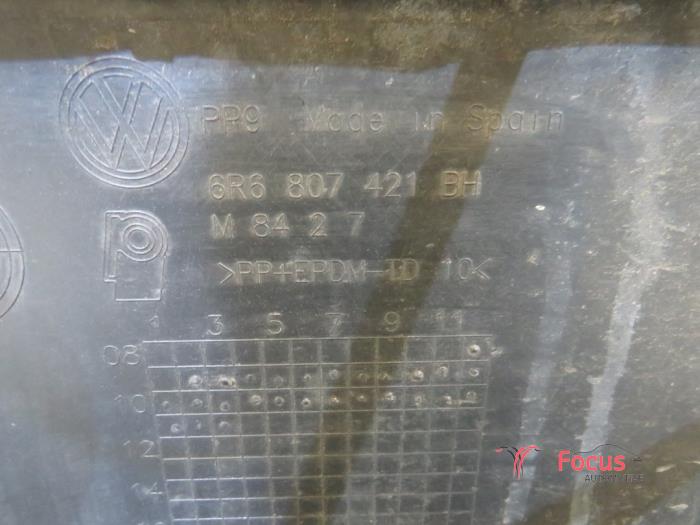 PP9 Made in Spain
6R6 807 421 BH
M 84 2 7
>PP+EPDM-TD 10<
1 3 5 7 9 11
08
10
12
14
Focus
AUTOMOTIVE